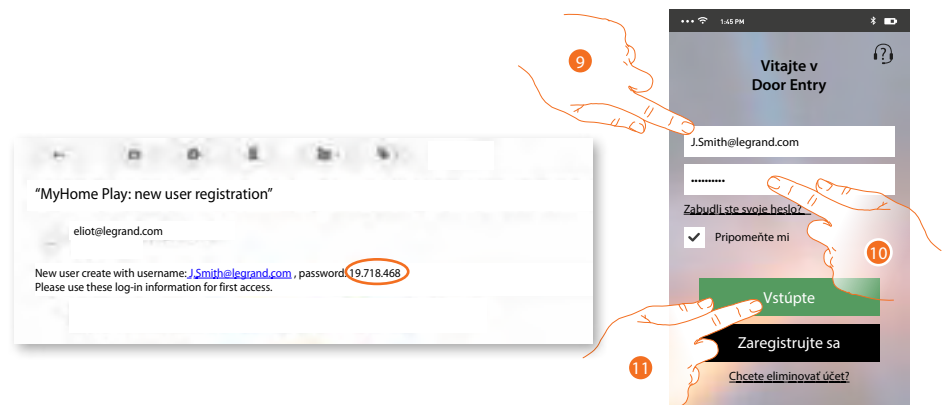 9
1:45 PM
Vitajte v
Door Entry
J.Smith@legrand.com
..........
Zabudli ste svoje heslo?
Pripomeňte mi
10
Vstúpte
Zaregistrujte sa
11
Chcete eliminovať účet?
“MyHome Play: new user registration”
eliot@legrand.com
New user create with username: J.Smith@legrand.com , password: 19.718.468
Please use these log-in information for first access.